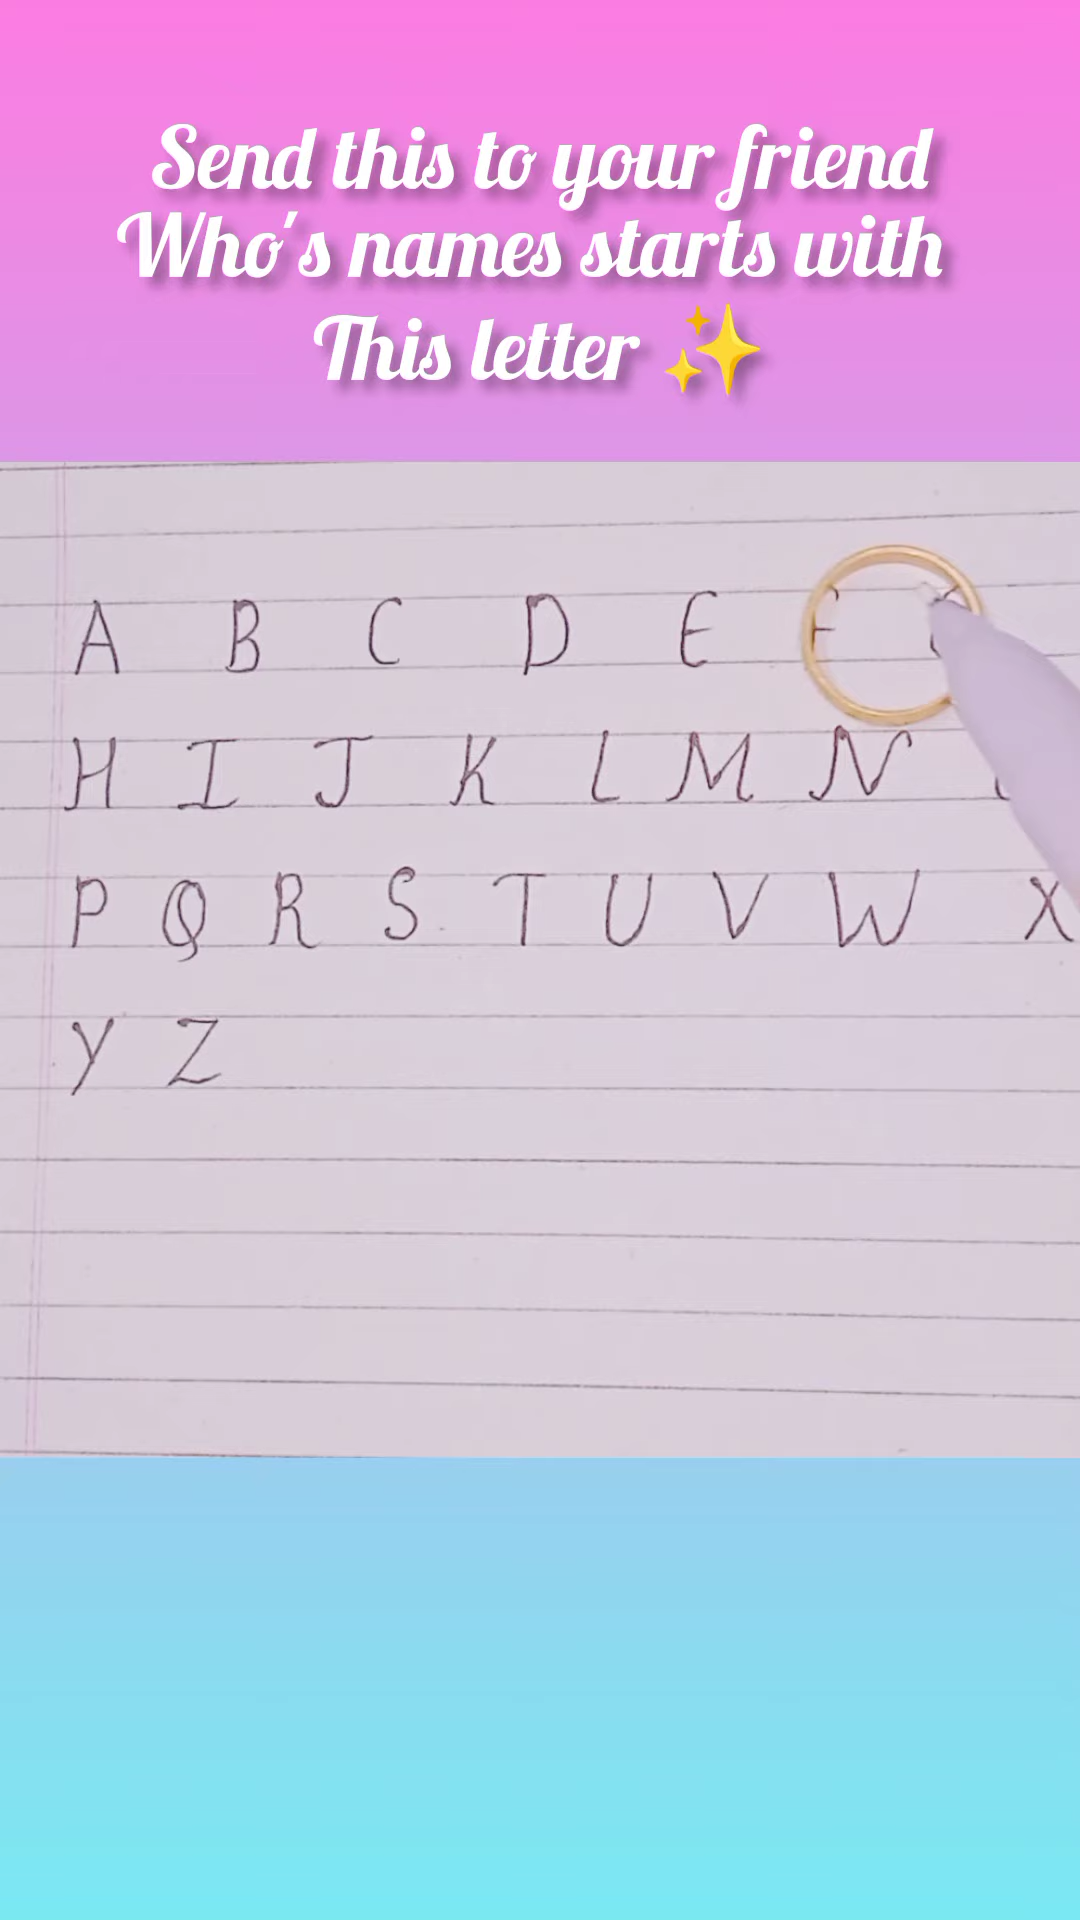 Send this to your friend
Who's names starts with
This letter ✨
A B C D E F
H I J K L M N
P Q R S T U V W X
Y Z